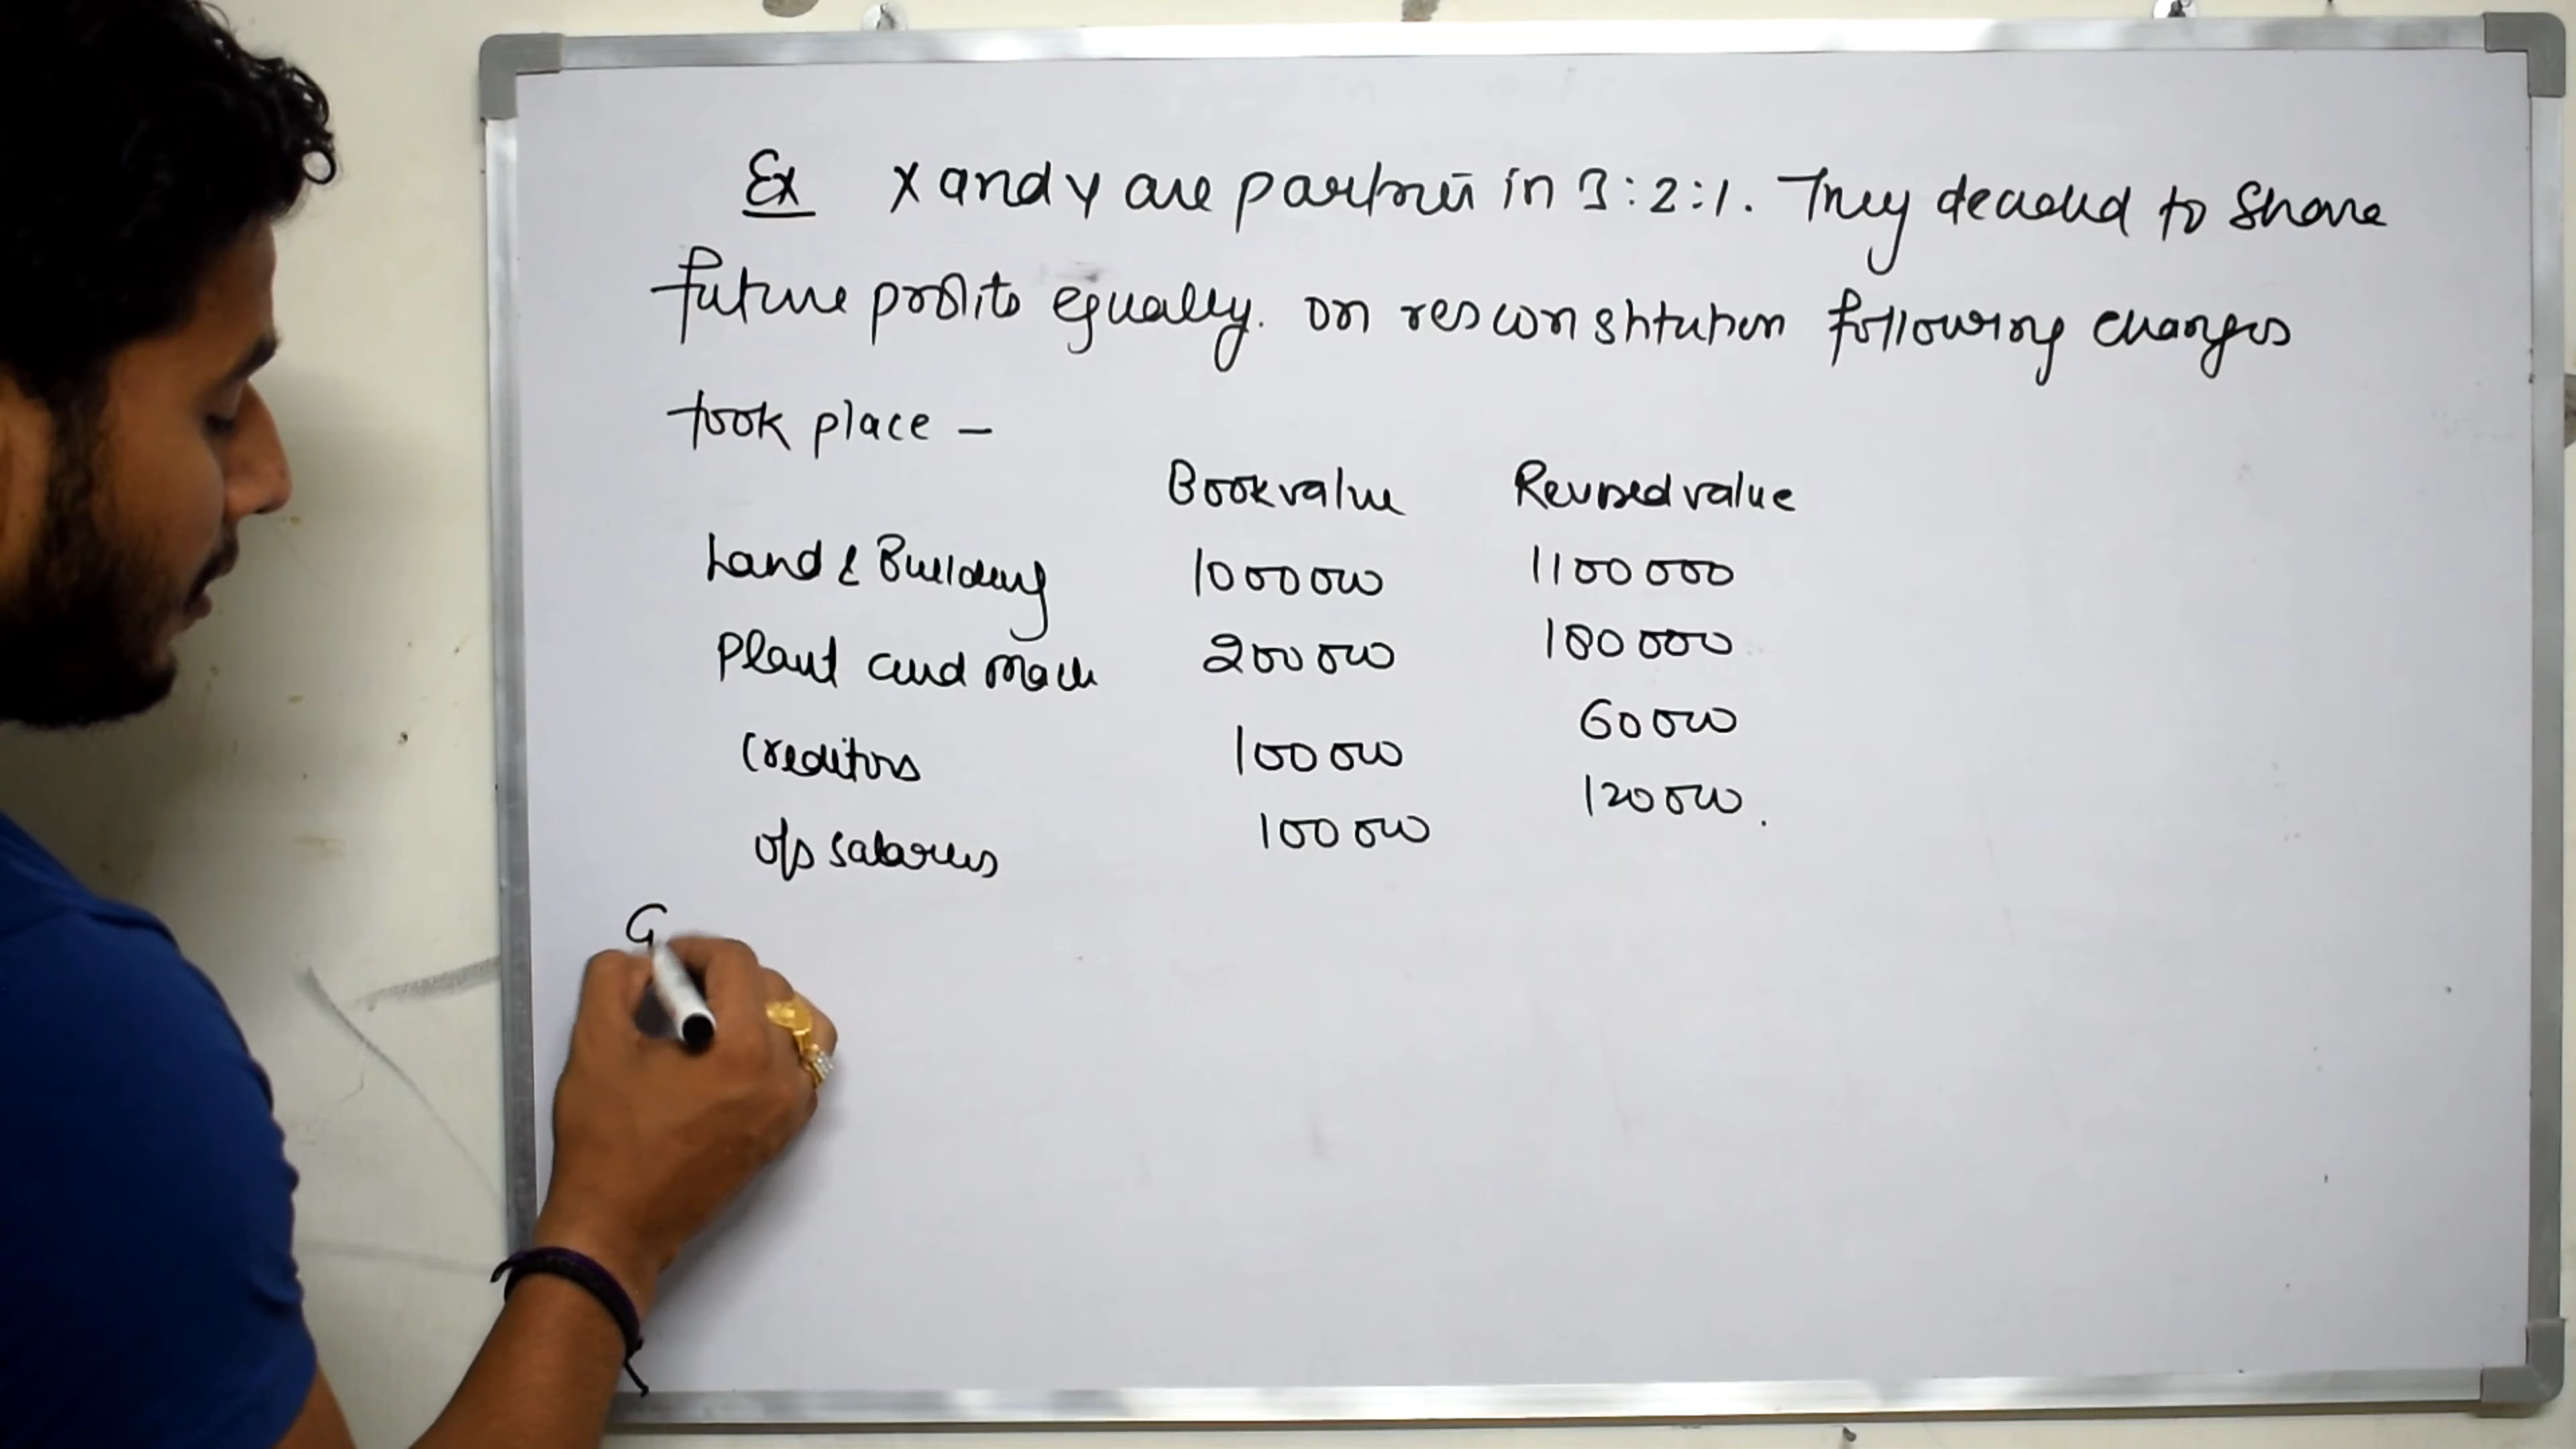 Ex X and y are partner in 3:2:1. They decided to share
future profits equally. on resconstitution following changes
took place –
Book value Revised value
Land & Building 1000000 1100000
Plant and Mach 200000 180000
Creditors 100000 60000
o/s salaries 100000 120000.
G